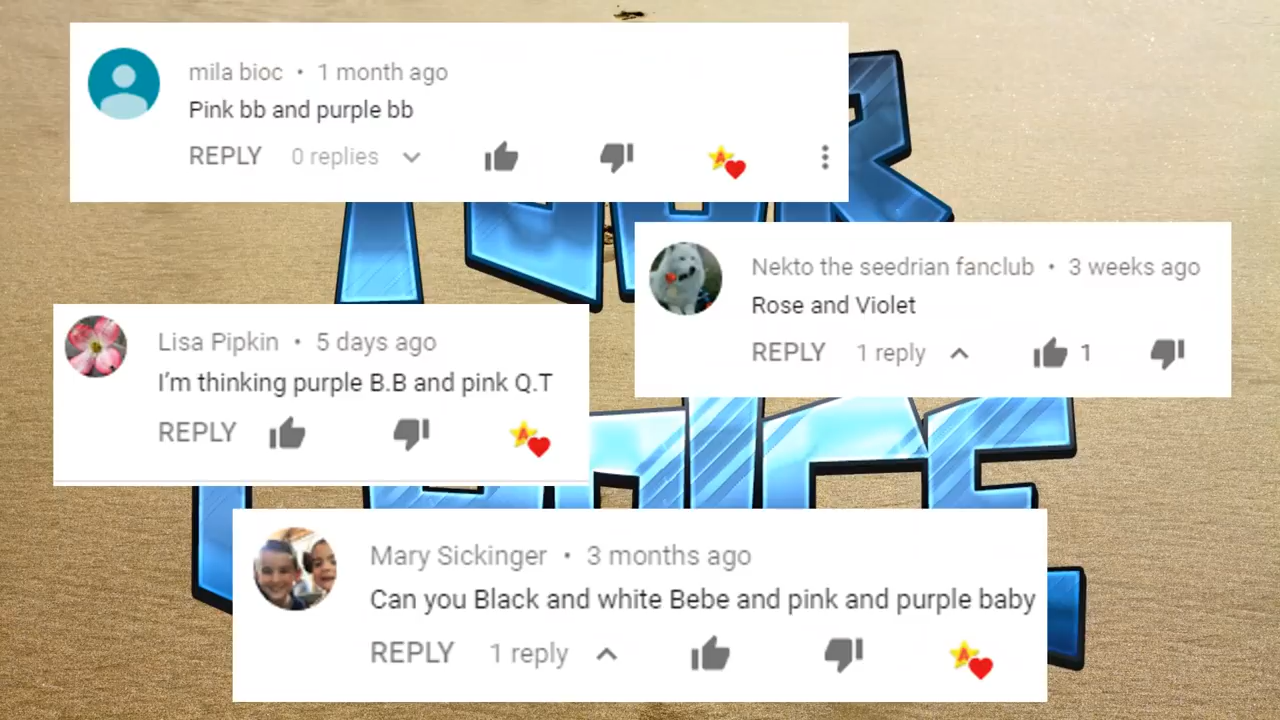 mila bioc • 1 month ago
Pink bb and purple bb
REPLY 0 replies
Nekto the seedrian fanclub • 3 weeks ago
Rose and Violet
REPLY 1 reply 1
Lisa Pipkin • 5 days ago
I'm thinking purple B.B and pink Q.T
REPLY
Mary Sickinger • 3 months ago
Can you Black and white Bebe and pink and purple baby
REPLY 1 reply